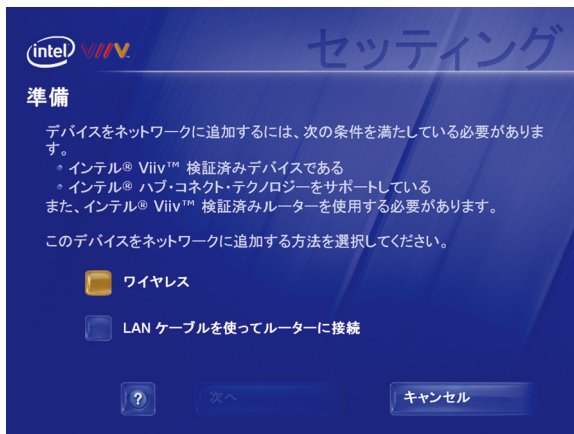 intel VIIV
セッティング
準備
デバイスをネットワークに追加するには、次の条件を満たしている必要がありま
す。
• インテル® Viiv™ 検証済みデバイスである
• インテル® ハブ・コネクト・テクノロジーをサポートしている
また、インテル® Viiv™ 検証済みルーターを使用する必要があります。
このデバイスをネットワークに追加する方法を選択してください。
ワイヤレス
LAN ケーブルを使ってルーターに接続
? 次へ キャンセル